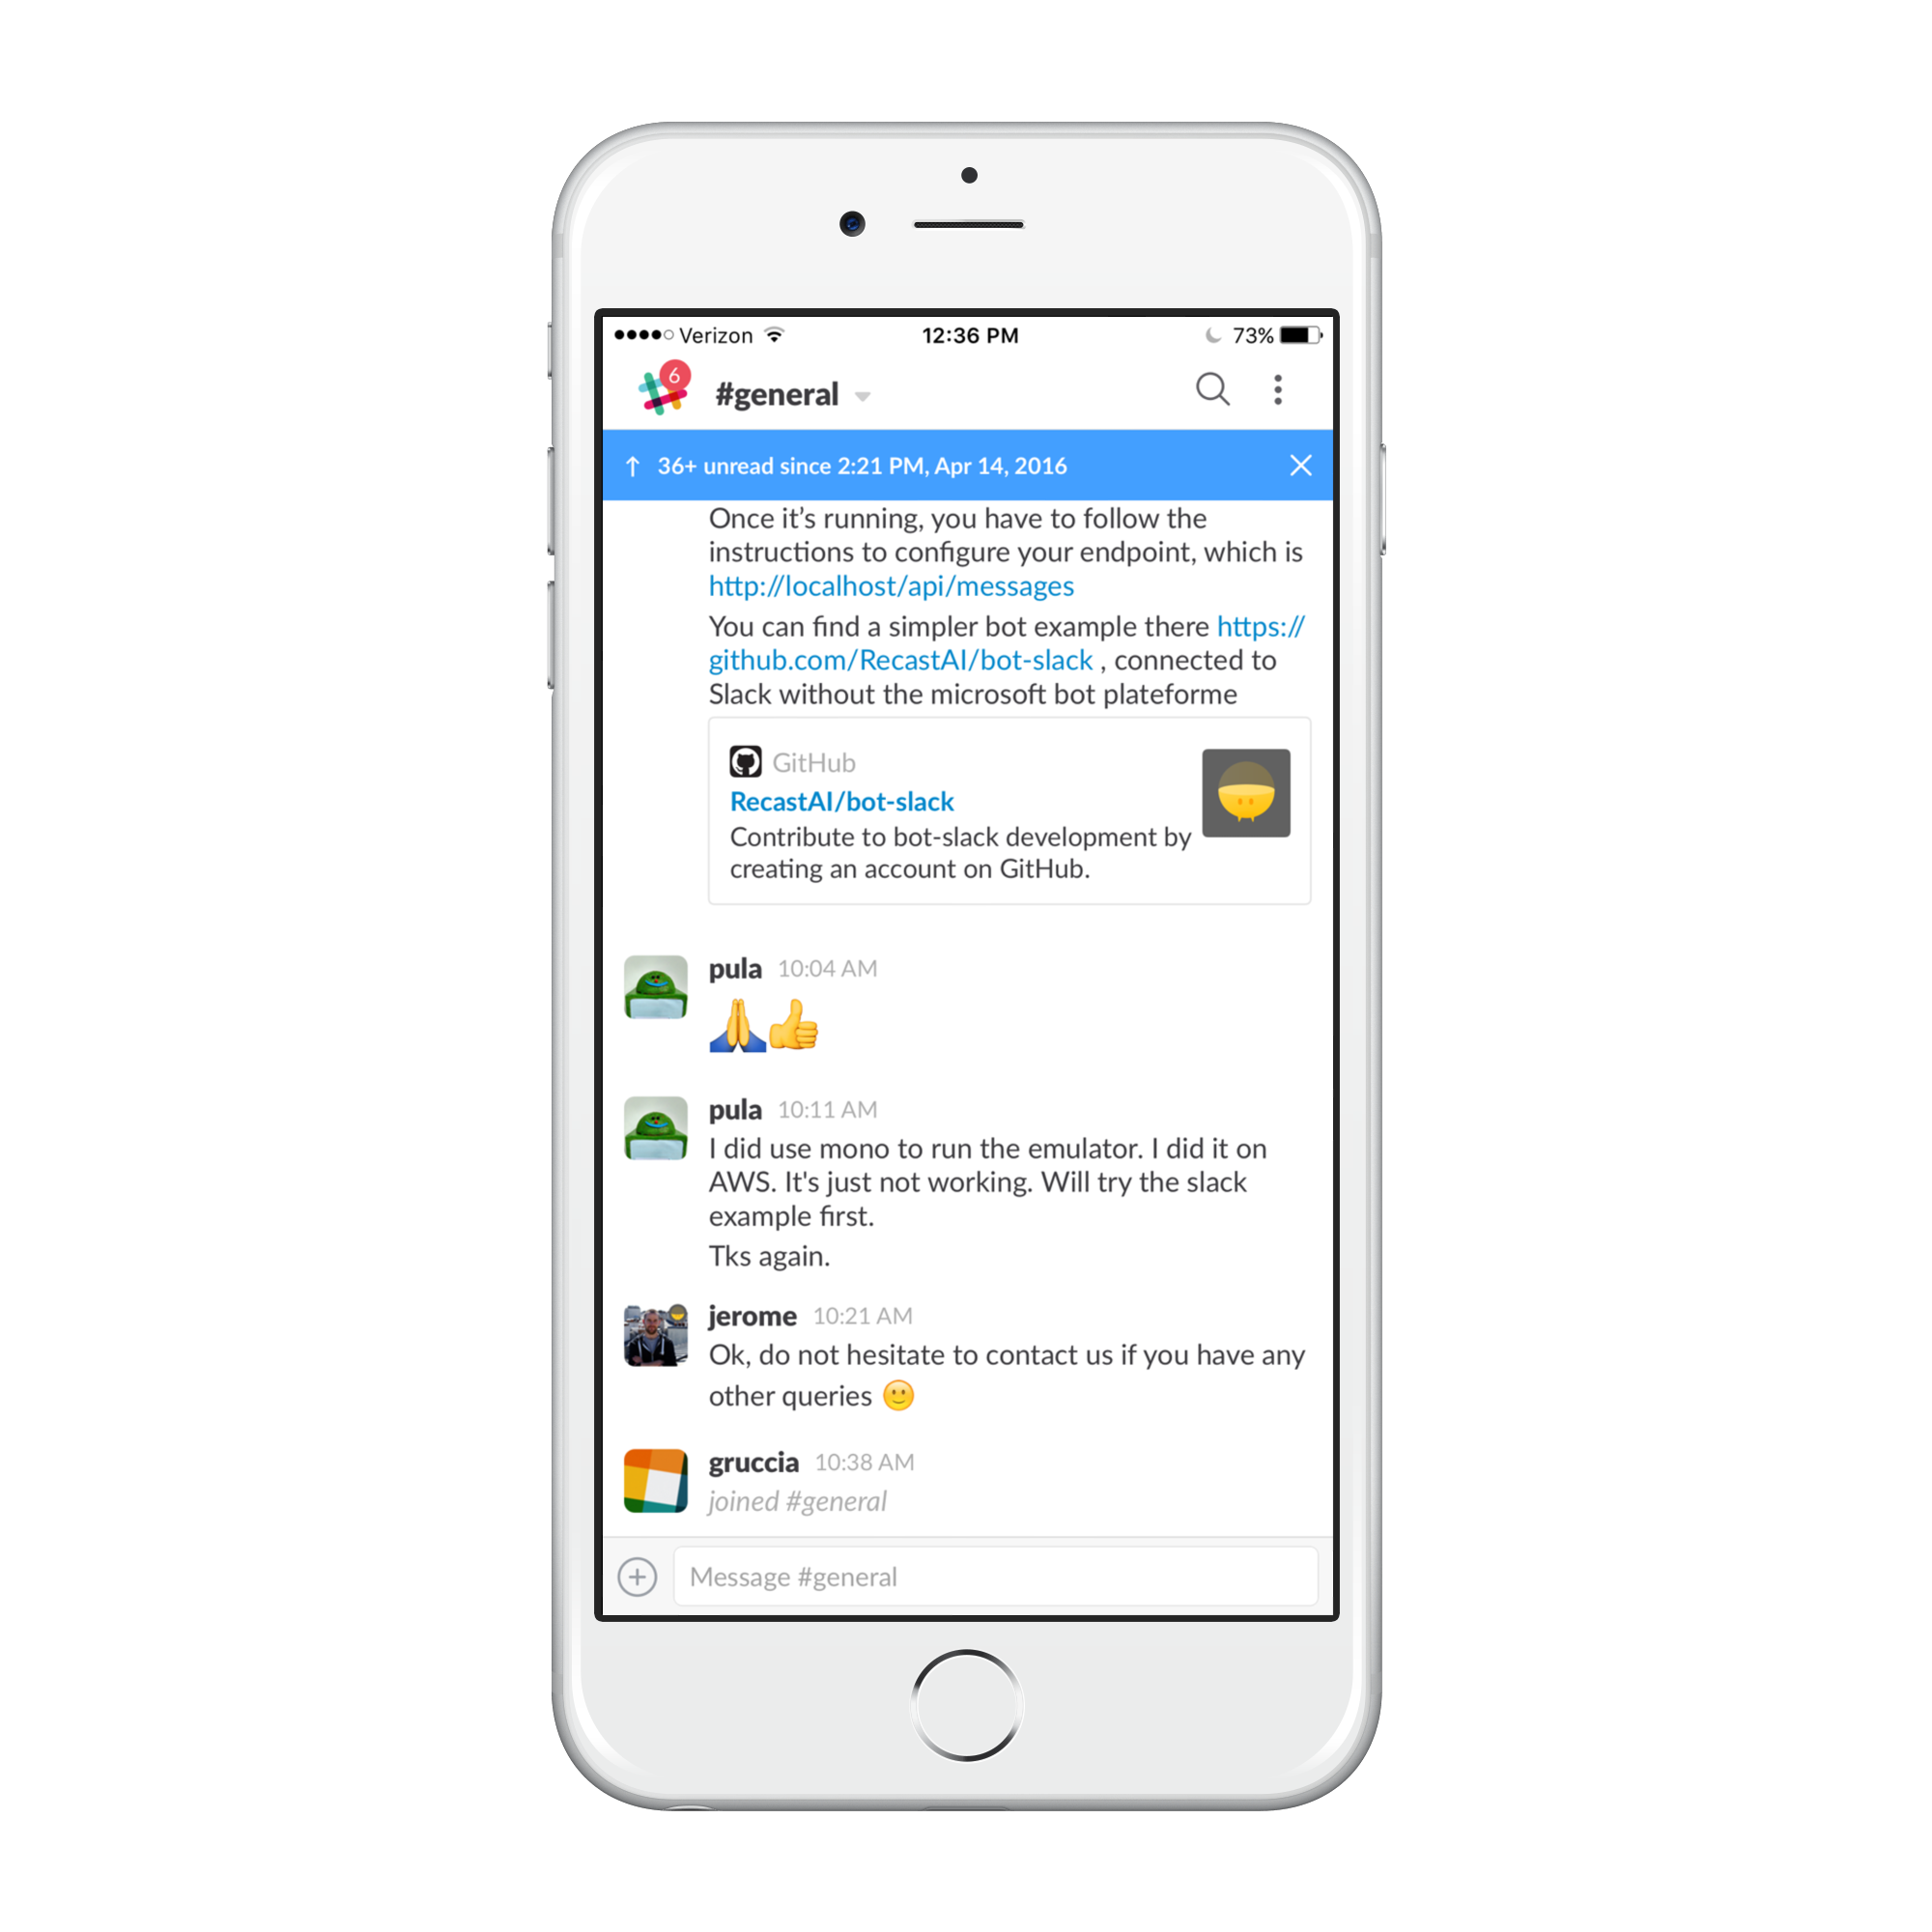 Verizon 12:36 PM 73%
6
#general
↑ 36+ unread since 2:21 PM, Apr 14, 2016
Once it’s running, you have to follow the
instructions to configure your endpoint, which is
http://localhost/api/messages
You can find a simpler bot example there https://
github.com/RecastAI/bot-slack , connected to
Slack without the microsoft bot plateforme
GitHub
RecastAI/bot-slack
Contribute to bot-slack development by
creating an account on GitHub.
pula 10:04 AM
🙏👍
pula 10:11 AM
I did use mono to run the emulator. I did it on
AWS. It's just not working. Will try the slack
example first.
Tks again.
jerome 10:21 AM
Ok, do not hesitate to contact us if you have any
other queries 🙂
gruccia 10:38 AM
joined #general
Message #general